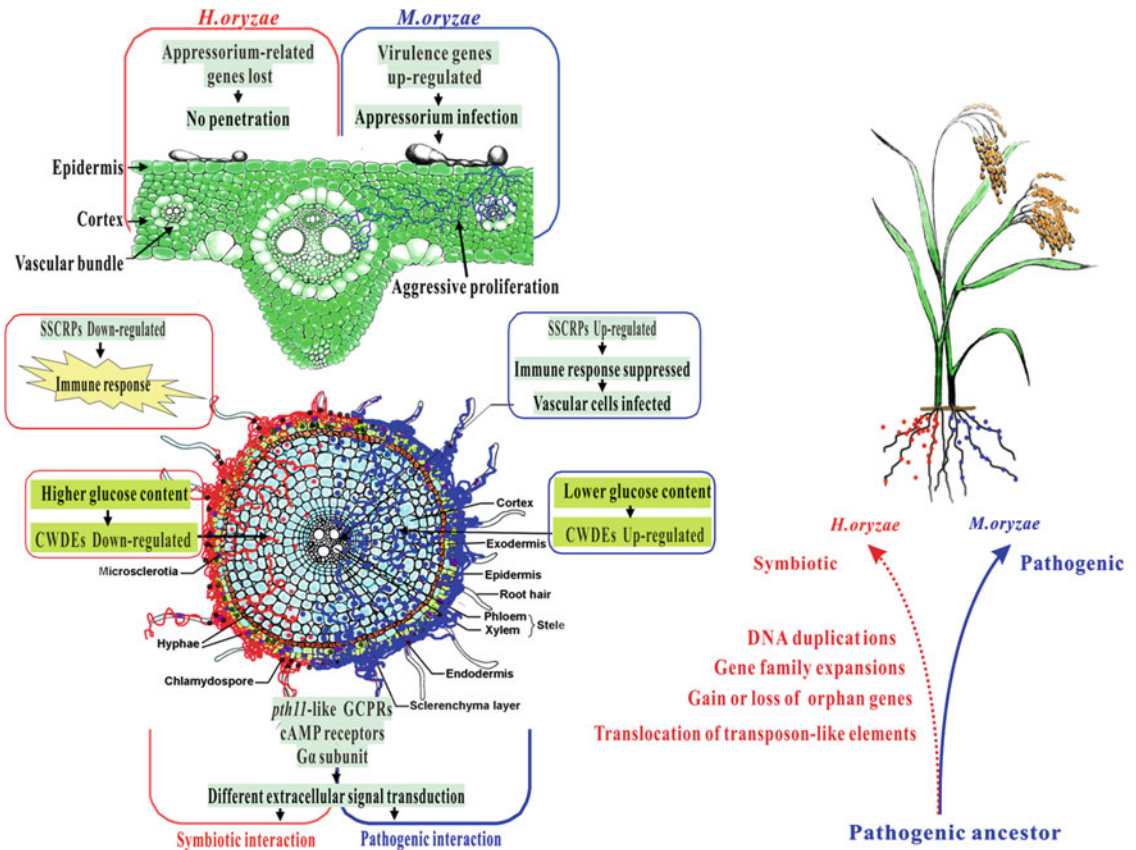 H.oryzae
Appressorium-related
genes lost
No penetration
M.oryzae
Virulence genes
up-regulated
Appressorium infection
Epidermis
Cortex
Vascular bundle
Aggressive proliferation
SSCRPs Down-regulated
Immune response
SSCRPs Up-regulated
Immune response suppressed
Vascular cells infected
Higher glucose content
CWDEs Down-regulated
Lower glucose content
CWDEs Up-regulated
Microsclerotia
Hyphae
Chlamydospore
Cortex
Exodermis
Epidermis
Root hair
Phloem
Xylem
Stele
Endodermis
Sclerenchyma layer
pth11-like GCPRs
cAMP receptors
Gα subunit
Different extracellular signal transduction
Symbiotic interaction
Pathogenic interaction
H.oryzae
M.oryzae
Symbiotic
Pathogenic
DNA duplications
Gene family expansions
Gain or loss of orphan genes
Translocation of transposon-like elements
Pathogenic ancestor